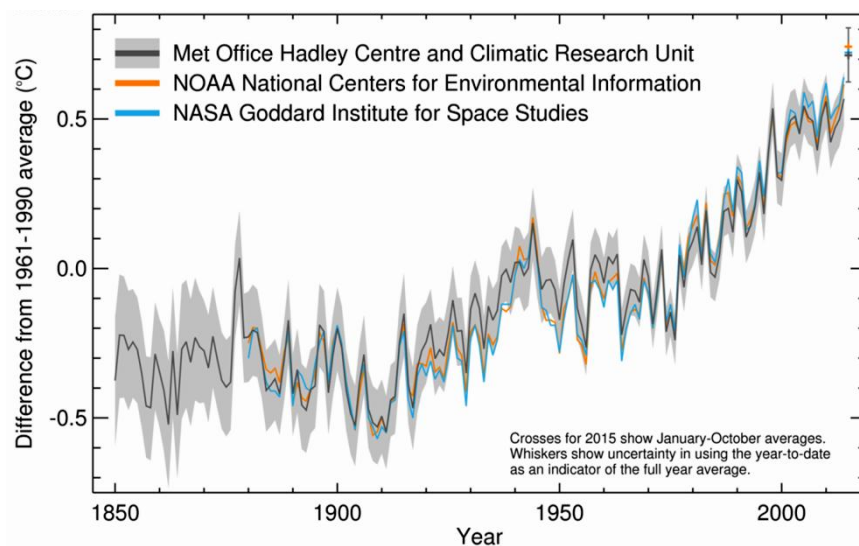 Met Office Hadley Centre and Climatic Research Unit
NOAA National Centers for Environmental Information
NASA Goddard Institute for Space Studies
Difference from 1961-1990 average (°C)
0.5
0.0
-0.5
Crosses for 2015 show January-October averages.
Whiskers show uncertainty in using the year-to-date
as an indicator of the full year average.
1850 1900 1950 2000
Year